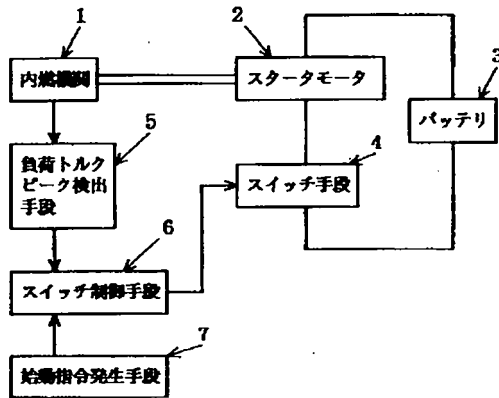 1
内燃機関
2
スタータモータ
3
バッテリ
4
スイッチ手段
5
負荷トルク
ピーク検出
手段
6
スイッチ制御手段
7
始動指令発生手段